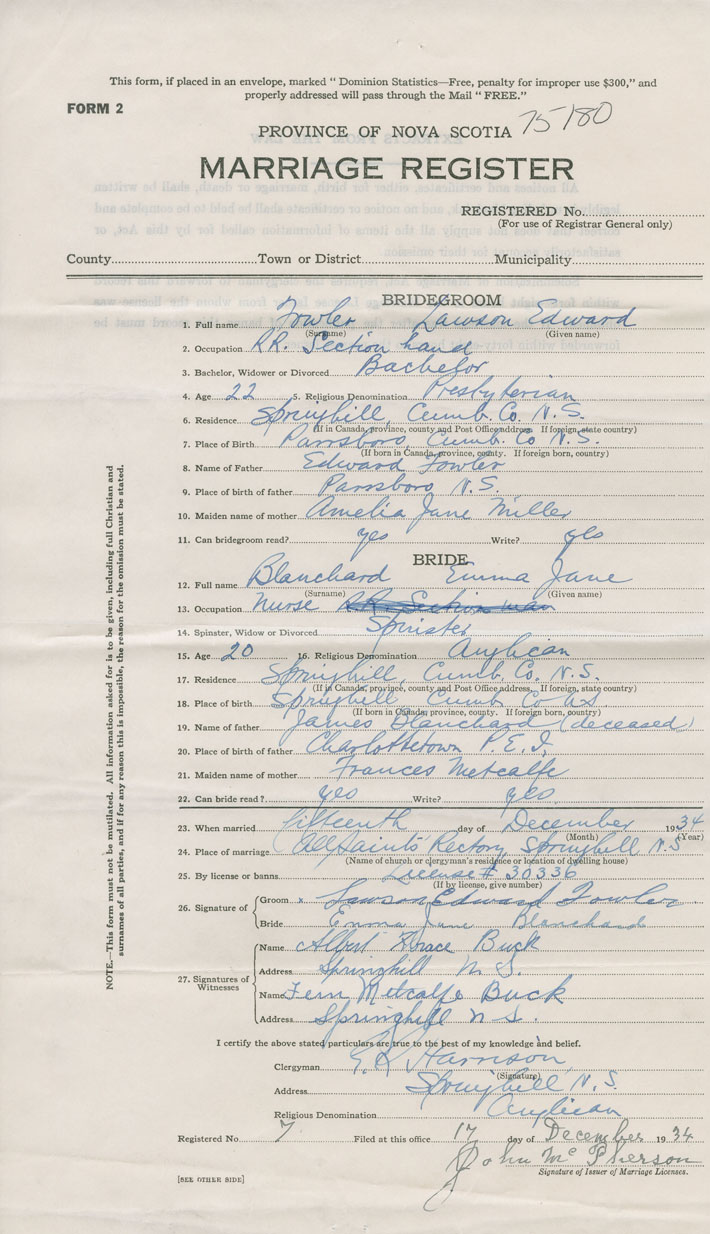 This form, if placed in an envelope, marked "Dominion Statistics—Free, penalty for improper use $300," and
properly addressed will pass through the Mail "FREE."
FORM 2
75180
PROVINCE OF NOVA SCOTIA
MARRIAGE REGISTER
REGISTERED No.
(For use of Registrar General only)
County Town or District Municipality
BRIDEGROOM
1. Full name Fowler Lawson Edward
(Surname) (Given name)
2. Occupation RR. Section hand
3. Bachelor, Widower or Divorced Bachelor
4. Age 22 5. Religious Denomination Presbyterian
6. Residence Springhill, Cumb. Co. N.S.
(If in Canada, province, county and Post Office address. If foreign, state country)
7. Place of Birth Parrsboro, Cumb. Co N.S.
(If born in Canada, province, county. If foreign born, country)
8. Name of Father Edward Fowler
9. Place of birth of father Parrsboro N.S.
10. Maiden name of mother Amelia Jane Miller
11. Can bridegroom read? yes Write? yes
BRIDE
12. Full name Blanchard Emma Jane
(Surname) (Given name)
13. Occupation Nurse RR. Section man
14. Spinster, Widow or Divorced Spinster
15. Age 20 16. Religious Denomination Anglican
17. Residence Springhill, Cumb. Co. N.S.
(If in Canada, province, county and Post Office address. If foreign, state country)
18. Place of birth Springhill Cumb Co N.S.
(If born in Canada, province, county. If foreign born, country)
19. Name of father James Blanchard (deceased)
20. Place of birth of father Charlottetown P.E.I.
21. Maiden name of mother Frances Metcalfe
22. Can bride read? yes Write? yes
23. When married fifteenth day of December 1934
(Month) (Year)
24. Place of marriage All Saints Rectory Springhill N.S
(Name of church or clergyman's residence or location of dwelling house)
25. By license or banns License # 30336
(If by license, give number)
26. Signature of Groom x Lawson Edward Fowler
Bride Emma Jane Blanchard
27. Signatures of Witnesses
Name Albert Horace Buck
Address Springhill N.S.
Name Fern Metcalfe Buck
Address Springhill N S.
I certify the above stated particulars are true to the best of my knowledge and belief.
Clergyman Harrison
(Signature)
Address Springhill N.S.
Religious Denomination Anglican
Registered No 7 Filed at this office 17 day of December 1934
John McPherson
Signature of Issuer of Marriage Licenses.
[SEE OTHER SIDE]
NOTE.—This form must not be mutilated. All information asked for is to be given, including full Christian and
surnames of all parties, and if for any reason this is impossible, the reason for the omission must be stated.